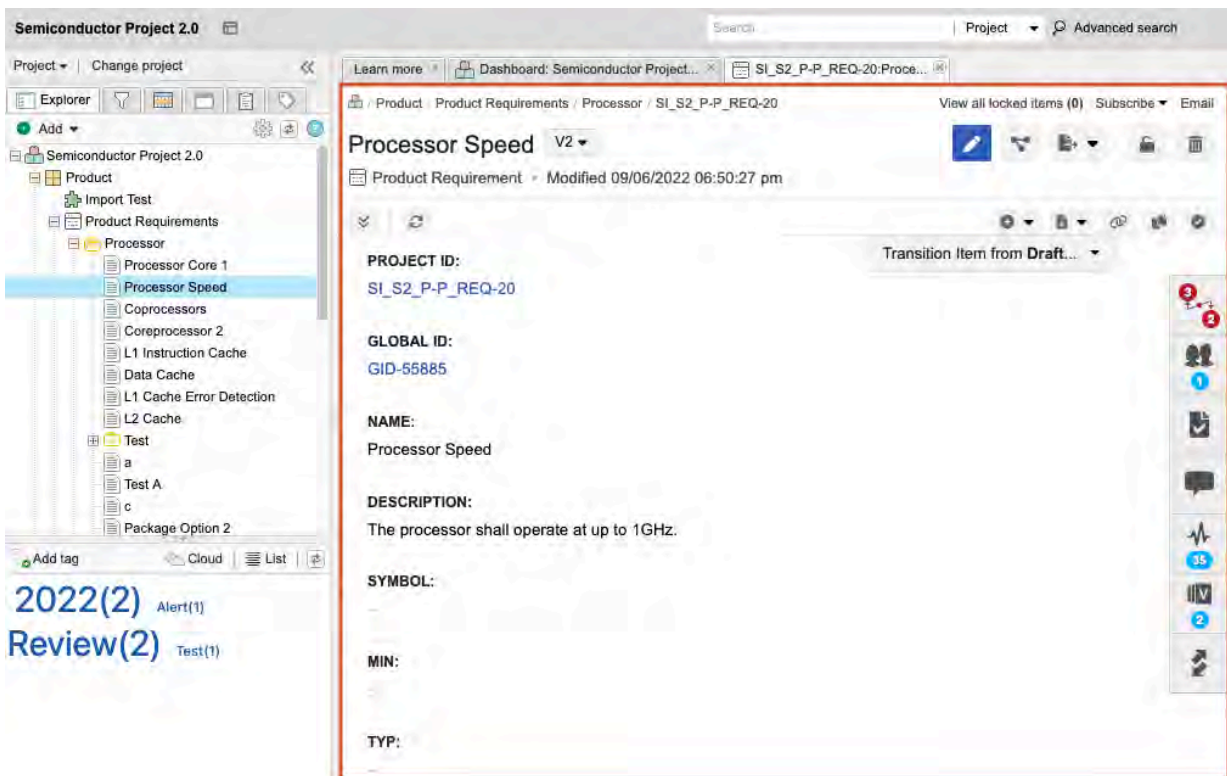 Semiconductor Project 2.0
Search
Project
Advanced search
Project
Change project
Learn more
Dashboard: Semiconductor Project...
SI_S2_P-P_REQ-20:Proce...
Explorer
Add
Semiconductor Project 2.0
Product
Import Test
Product Requirements
Processor
Processor Core 1
Processor Speed
Coprocessors
Coreprocessor 2
L1 Instruction Cache
Data Cache
L1 Cache Error Detection
L2 Cache
Test
a
Test A
c
Package Option 2
Add tag
Cloud
List
2022(2) Alert(1)
Review(2) Test(1)
Product / Product Requirements / Processor / SI_S2_P-P_REQ-20
View all locked items (0) Subscribe Email
Processor Speed V2
Product Requirement Modified 09/06/2022 06:50:27 pm
Transition Item from Draft...
PROJECT ID:
SI_S2_P-P_REQ-20
GLOBAL ID:
GID-55885
NAME:
Processor Speed
DESCRIPTION:
The processor shall operate at up to 1GHz.
SYMBOL:
--
MIN:
--
TYP:
--
3
2
1
35
2